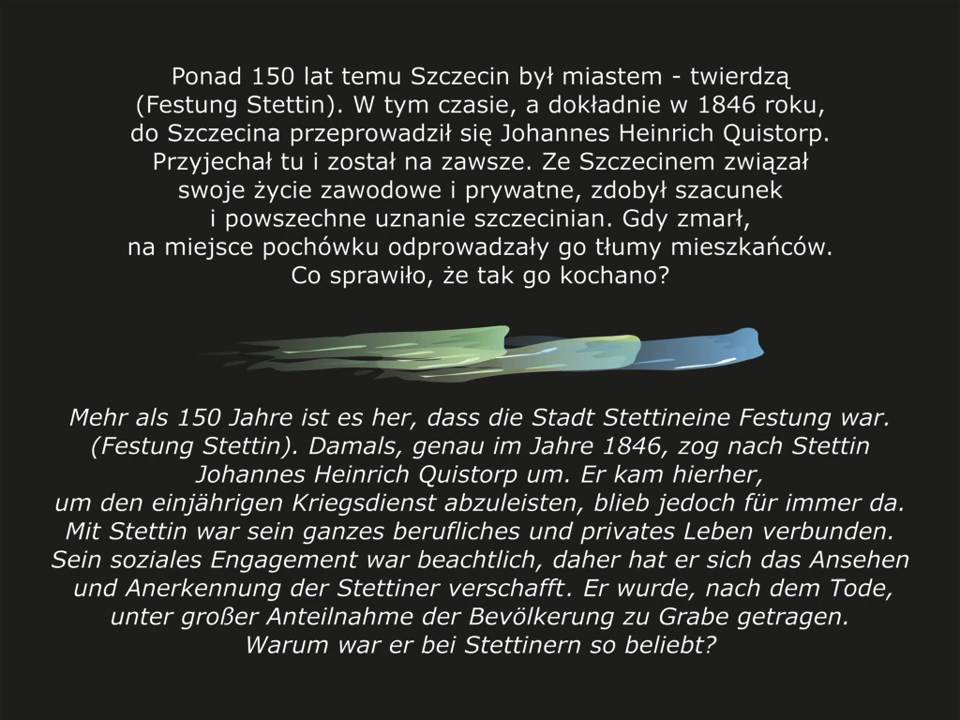 Ponad 150 lat temu Szczecin był miastem - twierdzą
(Festung Stettin). W tym czasie, a dokładnie w 1846 roku,
do Szczecina przeprowadził się Johannes Heinrich Quistorp.
Przyjechał tu i został na zawsze. Ze Szczecinem związał
swoje życie zawodowe i prywatne, zdobył szacunek
i powszechne uznanie szczecinian. Gdy zmarł,
na miejsce pochówku odprowadzały go tłumy mieszkańców.
Co sprawiło, że tak go kochano?
Mehr als 150 Jahre ist es her, dass die Stadt Stettineine Festung war.
(Festung Stettin). Damals, genau im Jahre 1846, zog nach Stettin
Johannes Heinrich Quistorp um. Er kam hierher,
um den einjährigen Kriegsdienst abzuleisten, blieb jedoch für immer da.
Mit Stettin war sein ganzes berufliches und privates Leben verbunden.
Sein soziales Engagement war beachtlich, daher hat er sich das Ansehen
und Anerkennung der Stettiner verschafft. Er wurde, nach dem Tode,
unter großer Anteilnahme der Bevölkerung zu Grabe getragen.
Warum war er bei Stettinern so beliebt?